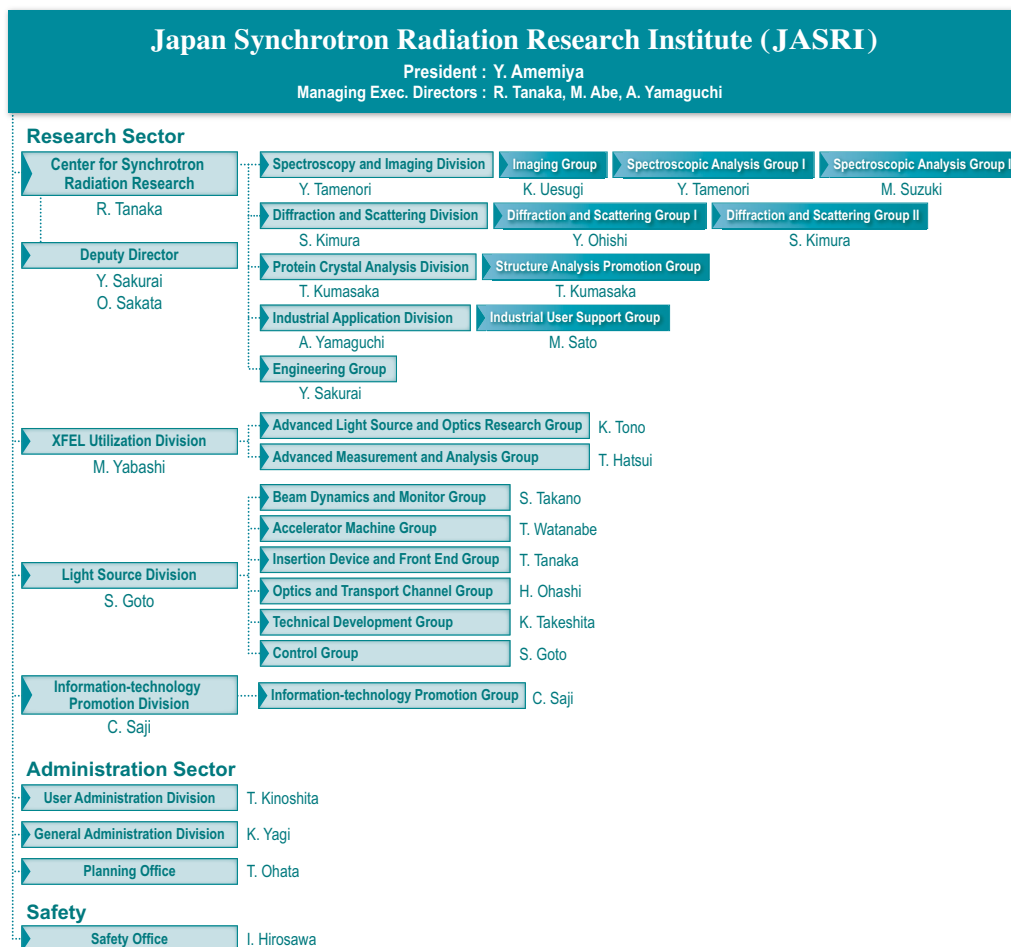 Japan Synchrotron Radiation Research Institute (JASRI)
President : Y. Amemiya
Managing Exec. Directors : R. Tanaka, M. Abe, A. Yamaguchi
Research Sector
Center for Synchrotron
Radiation Research
R. Tanaka
Deputy Director
Y. Sakurai
O. Sakata
Spectroscopy and Imaging Division
Y. Tamenori
Imaging Group
K. Uesugi
Spectroscopic Analysis Group I
Y. Tamenori
Spectroscopic Analysis Group I
M. Suzuki
Diffraction and Scattering Division
S. Kimura
Diffraction and Scattering Group I
Y. Ohishi
Diffraction and Scattering Group II
S. Kimura
Protein Crystal Analysis Division
T. Kumasaka
Structure Analysis Promotion Group
T. Kumasaka
Industrial Application Division
A. Yamaguchi
Industrial User Support Group
M. Sato
Engineering Group
Y. Sakurai
XFEL Utilization Division
M. Yabashi
Advanced Light Source and Optics Research Group
K. Tono
Advanced Measurement and Analysis Group
T. Hatsui
Light Source Division
S. Goto
Beam Dynamics and Monitor Group
S. Takano
Accelerator Machine Group
T. Watanabe
Insertion Device and Front End Group
T. Tanaka
Optics and Transport Channel Group
H. Ohashi
Technical Development Group
K. Takeshita
Control Group
S. Goto
Information-technology
Promotion Division
C. Saji
Information-technology Promotion Group
C. Saji
Administration Sector
User Administration Division
T. Kinoshita
General Administration Division
K. Yagi
Planning Office
T. Ohata
Safety
Safety Office
I. Hirosawa